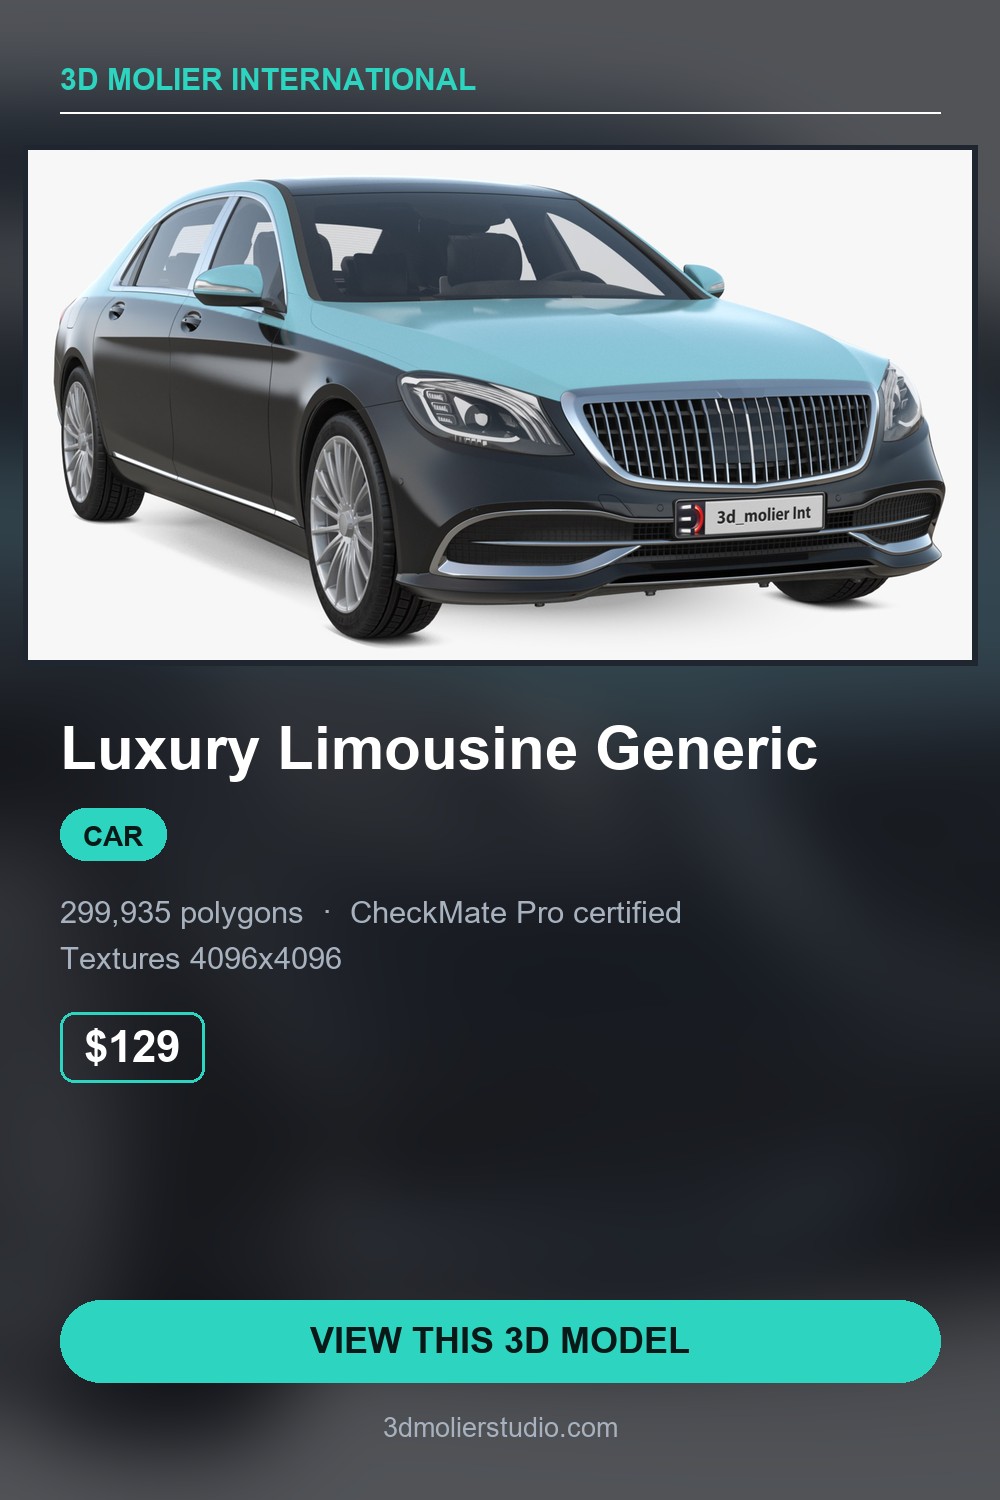 3D MOLIER INTERNATIONAL
3d_molier Int
Luxury Limousine Generic
CAR
299,935 polygons · CheckMate Pro certified
Textures 4096x4096
$129
VIEW THIS 3D MODEL
3dmolierstudio.com